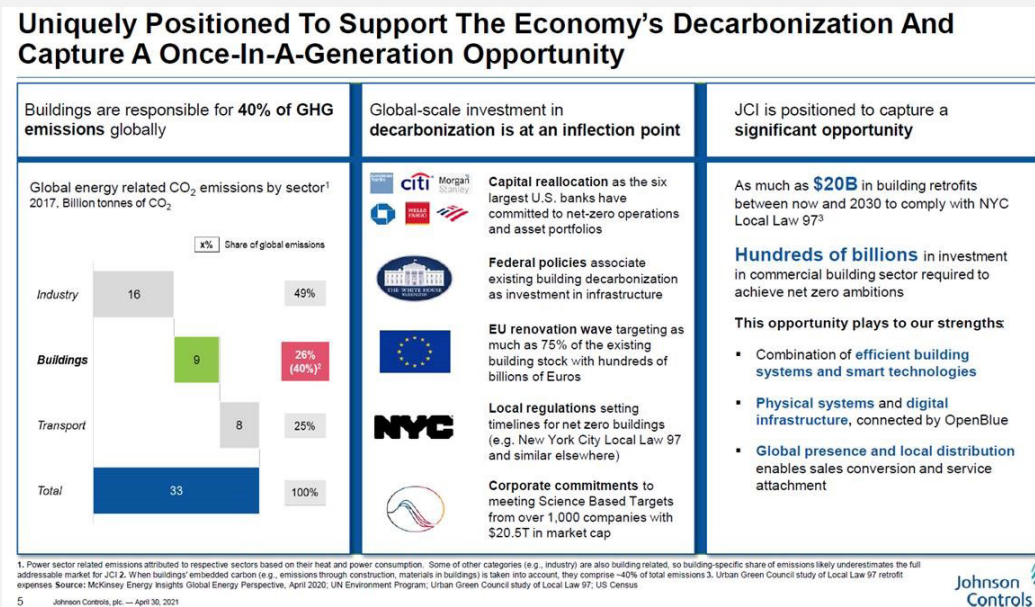 Uniquely Positioned To Support The Economy's Decarbonization And
Capture A Once-In-A-Generation Opportunity
Buildings are responsible for 40% of GHG
emissions globally
Global energy related CO2 emissions by sector1
2017, Billion tonnes of CO2
x% Share of global emissions
Industry 16 49%
Buildings 9 26%
(40%)2
Transport 8 25%
Total 33 100%
Global-scale investment in
decarbonization is at an inflection point
citi Morgan
Stanley
WELLS
FARGO
Capital reallocation as the six
largest U.S. banks have
committed to net-zero operations
and asset portfolios
THE WHITE HOUSE
WASHINGTON
Federal policies associate
existing building decarbonization
as investment in infrastructure
EU renovation wave targeting as
much as 75% of the existing
building stock with hundreds of
billions of Euros
NYC
Local regulations setting
timelines for net zero buildings
(e.g. New York City Local Law 97
and similar elsewhere)
Corporate commitments to
meeting Science Based Targets
from over 1,000 companies with
$20.5T in market cap
JCI is positioned to capture a
significant opportunity
As much as $20B in building retrofits
between now and 2030 to comply with NYC
Local Law 973
Hundreds of billions in investment
in commercial building sector required to
achieve net zero ambitions
This opportunity plays to our strengths:
▪ Combination of efficient building
systems and smart technologies
▪ Physical systems and digital
infrastructure, connected by OpenBlue
▪ Global presence and local distribution
enables sales conversion and service
attachment
1. Power sector related emissions attributed to respective sectors based on their heat and power consumption. Some of other categories (e.g., industry) are also building related, so building-specific share of emissions likely underestimates the full
addressable market for JCI 2. When buildings' embedded carbon (e.g., emissions through construction, materials in buildings) is taken into account, they comprise ~40% of total emissions 3. Urban Green Council study of Local Law 97 retrofit
expenses Source: McKinsey Energy Insights Global Energy Perspective, April 2020; UN Environment Program; Urban Green Council study of Local Law 97; US Census
5 Johnson Controls, plc. — April 30, 2021
Johnson
Controls